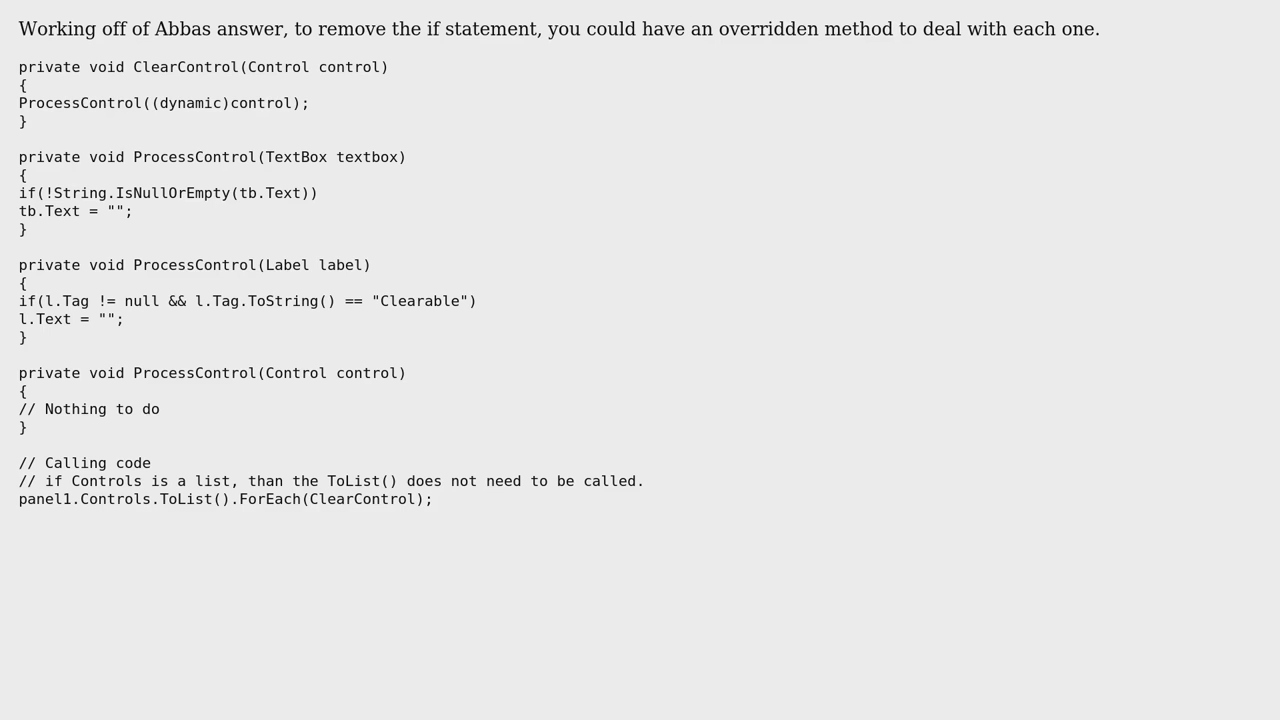 Working off of Abbas answer, to remove the if statement, you could have an overridden method to deal with each one.
private void ClearControl(Control control)
{
ProcessControl((dynamic)control);
}
private void ProcessControl(TextBox textbox)
{
if(!String.IsNullOrEmpty(tb.Text))
tb.Text = "";
}
private void ProcessControl(Label label)
{
if(l.Tag != null && l.Tag.ToString() == "Clearable")
l.Text = "";
}
private void ProcessControl(Control control)
{
// Nothing to do
}
// Calling code
// if Controls is a list, than the ToList() does not need to be called.
panel1.Controls.ToList().ForEach(ClearControl);